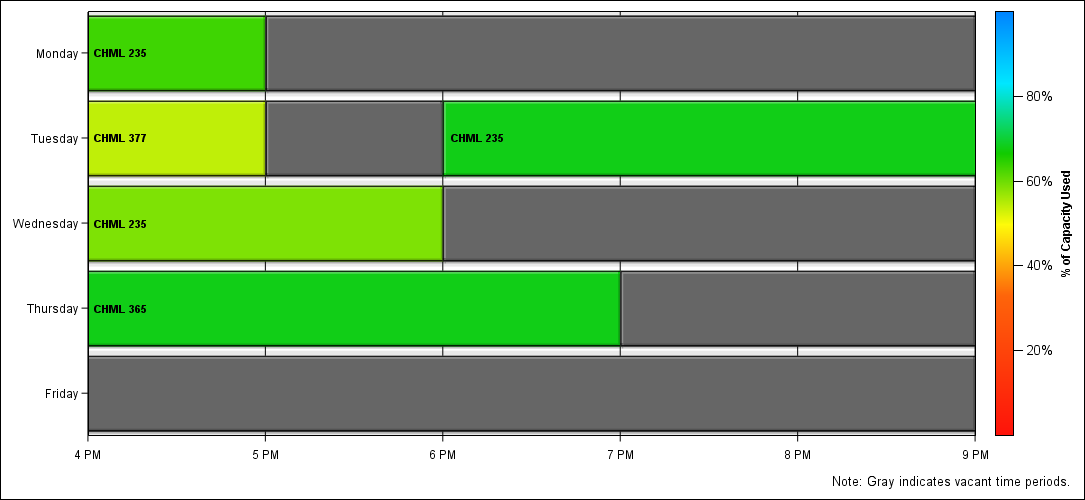 Monday
CHML 235
Tuesday
CHML 377
CHML 235
Wednesday
CHML 235
Thursday
CHML 365
Friday
4 PM
5 PM
6 PM
7 PM
8 PM
9 PM
80%
60%
40%
20%
% of Capacity Used
Note: Gray indicates vacant time periods.